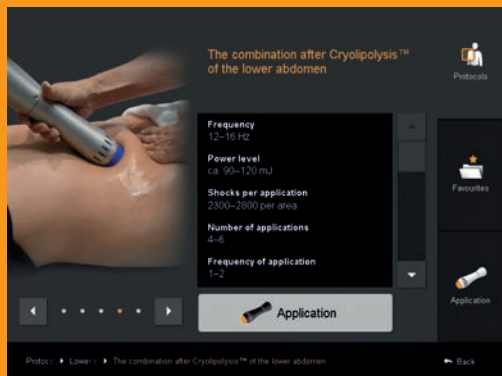 The combination after Cryolipolysis™
of the lower abdomen
Frequency
12–16 Hz
Power level
ca 90–120 mJ
Shocks per application
2300–2800 per area
Number of applications
4–6
Frequency of application
1–2
Application
Protocols
Favourites
Application
Protoc Lower The combination after Cryolipolysis™ of the lower abdomen
Back